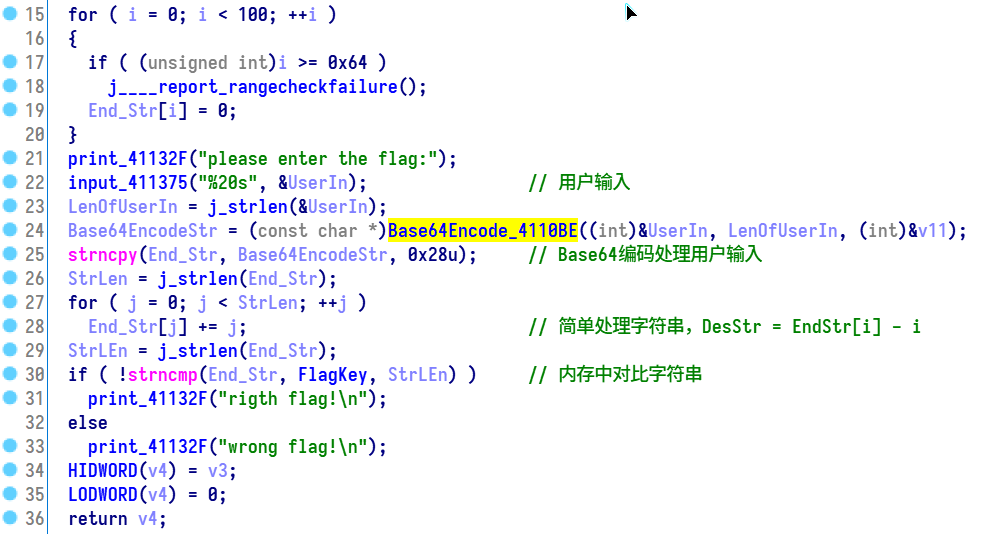 15 for ( i = 0; i < 100; ++i )
16 {
17 if ( (unsigned int)i >= 0x64 )
18 j____report_rangecheckfailure();
19 End_Str[i] = 0;
20 }
21 print_41132F("please enter the flag:");
22 input_411375("%20s", &UserIn); // 用户输入
23 LenOfUserIn = j_strlen(&UserIn);
24 Base64EncodeStr = (const char *)Base64Encode_4110BE((int)&UserIn, LenOfUserIn, (int)&v11);
25 strncpy(End_Str, Base64EncodeStr, 0x28u); // Base64编码处理用户输入
26 StrLen = j_strlen(End_Str);
27 for ( j = 0; j < StrLen; ++j )
28 End_Str[j] += j; // 简单处理字符串，DesStr = EndStr[i] - i
29 StrLEn = j_strlen(End_Str);
30 if ( !strncmp(End_Str, FlagKey, StrLEn) ) // 内存中对比字符串
31 print_41132F("rigth flag!\n");
32 else
33 print_41132F("wrong flag!\n");
34 HIDWORD(v4) = v3;
35 LODWORD(v4) = 0;
36 return v4;